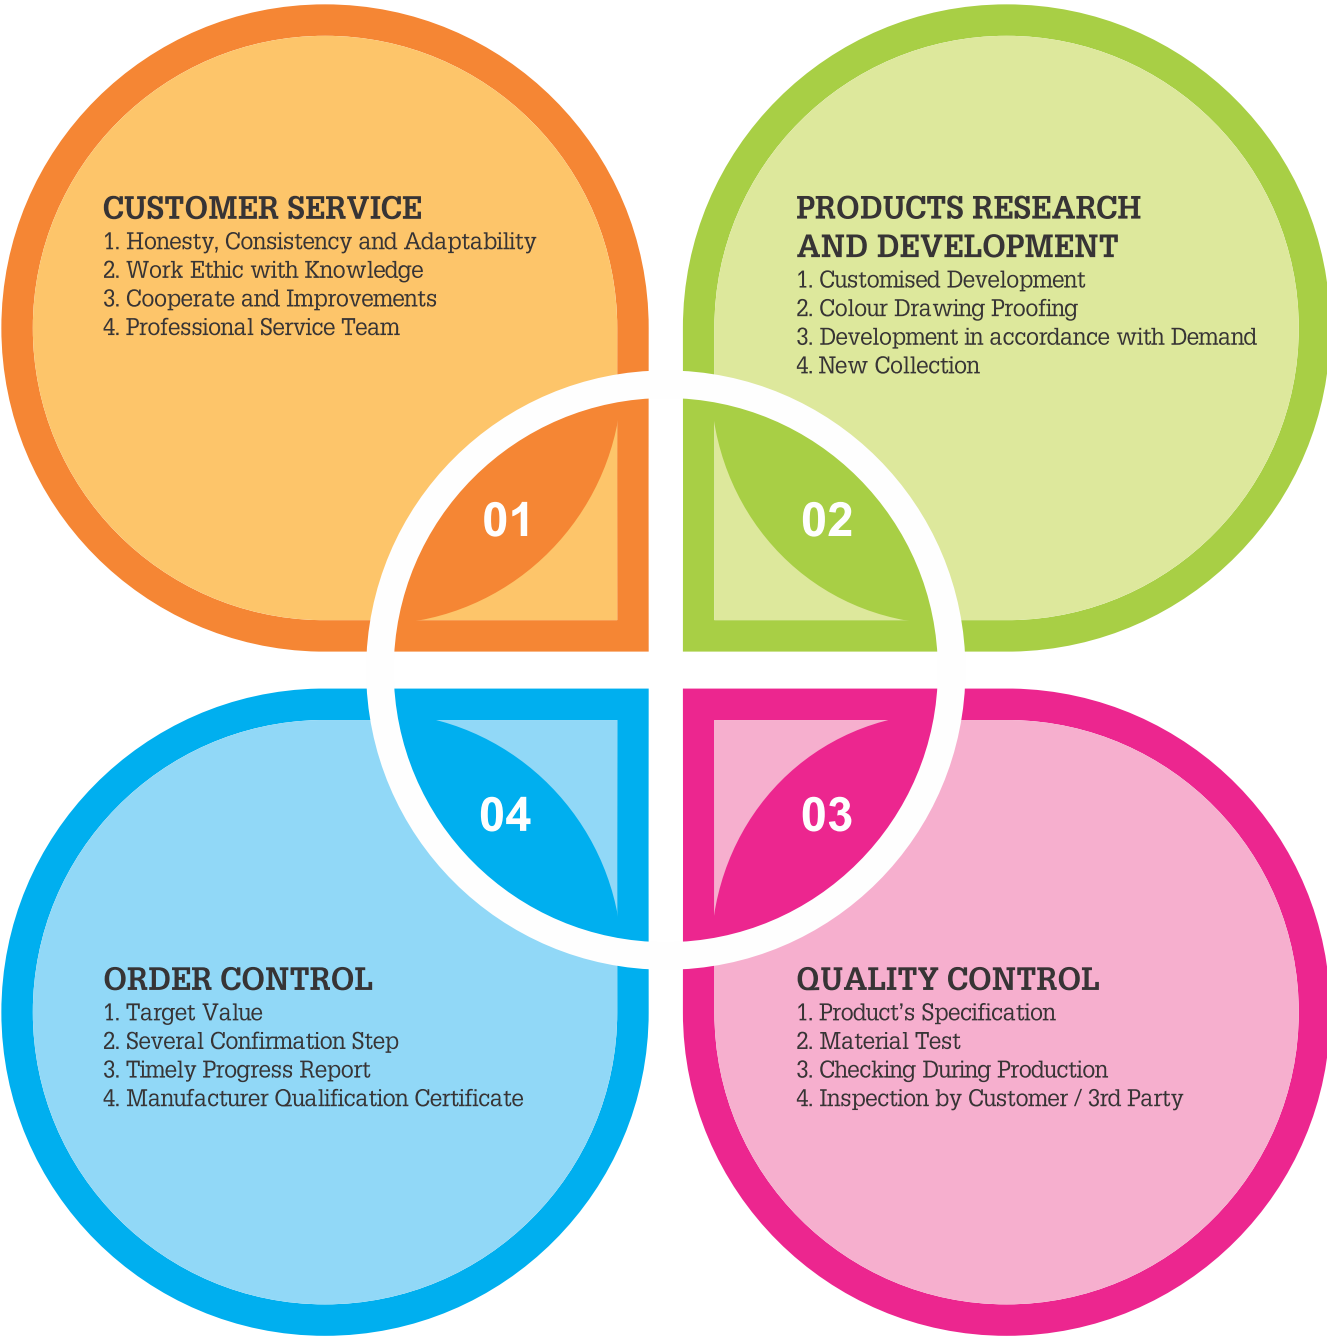 CUSTOMER SERVICE
1. Honesty, Consistency and Adaptability
2. Work Ethic with Knowledge
3. Cooperate and Improvements
4. Professional Service Team
01
PRODUCTS RESEARCH
AND DEVELOPMENT
1. Customised Development
2. Colour Drawing Proofing
3. Development in accordance with Demand
4. New Collection
02
04
ORDER CONTROL
1. Target Value
2. Several Confirmation Step
3. Timely Progress Report
4. Manufacturer Qualification Certificate
03
QUALITY CONTROL
1. Product’s Specification
2. Material Test
3. Checking During Production
4. Inspection by Customer / 3rd Party